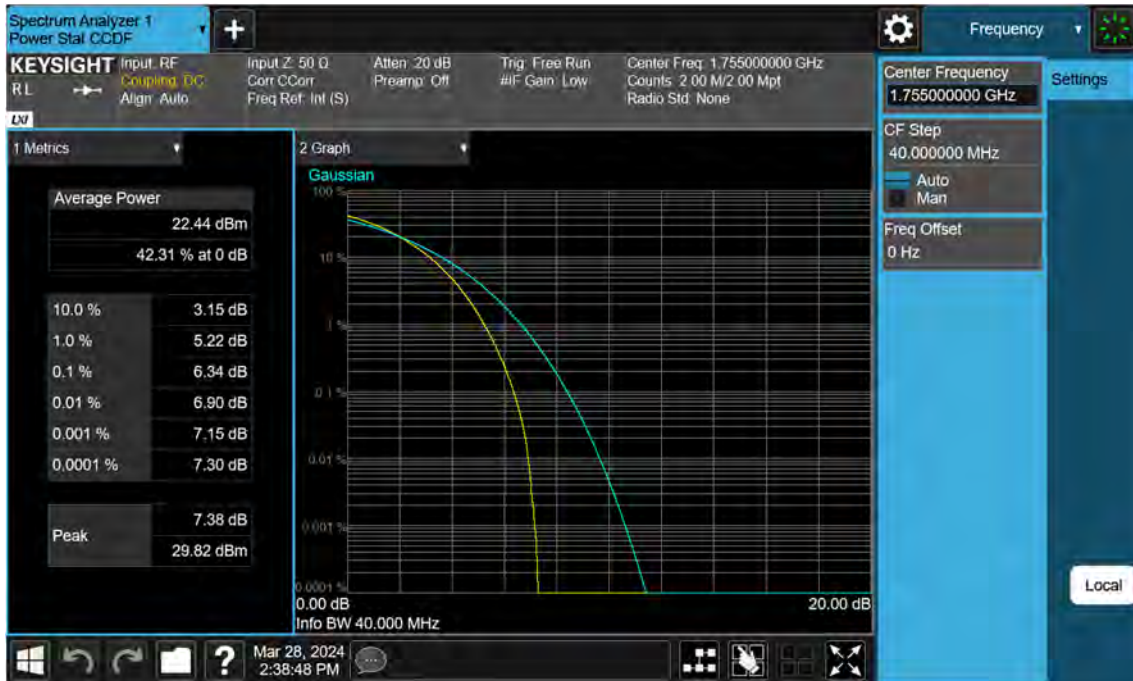 Spectrum Analyzer 1
Power Stat CCDF
Frequency
KEYSIGHT
RL
LXI
Input: RF
Coupling: DC
Align: Auto
Input Z: 50 Ω
Corr CCorr
Freq Ref: Int (S)
Atten: 20 dB
Preamp: Off
Trig: Free Run
#IF Gain: Low
Center Freq: 1.755000000 GHz
Counts: 2.00 M/2.00 Mpt
Radio Std: None
Center Frequency
1.755000000 GHz
Settings
CF Step
40.000000 MHz
Auto
Man
Freq Offset
0 Hz
Local
1 Metrics
Average Power
22.44 dBm
42.31 % at 0 dB
10.0 % 3.15 dB
1.0 % 5.22 dB
0.1 % 6.34 dB
0.01 % 6.90 dB
0.001 % 7.15 dB
0.0001 % 7.30 dB
Peak
7.38 dB
29.82 dBm
2 Graph
Gaussian
100 %
10 %
1 %
0.1 %
0.01 %
0.001 %
0.0001 %
0.00 dB 20.00 dB
Info BW 40.000 MHz
?
Mar 28, 2024
2:38:48 PM